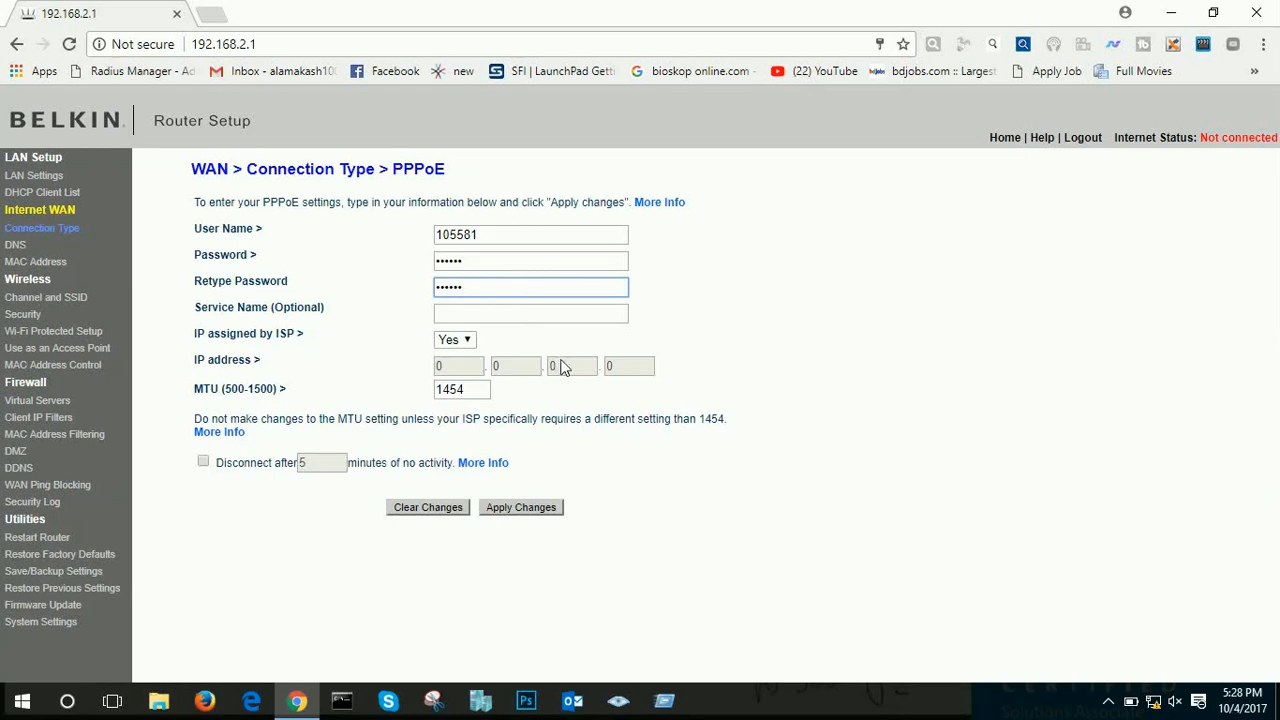 192.168.2.1
Not secure 192.168.2.1
Apps Radius Manager - Ad Inbox - alamakash100 Facebook new SFI | LaunchPad Getti bioskop online.com - (22) YouTube bdjobs.com :: Largest Apply Job Full Movies »
BELKIN. Router Setup
Home | Help | Logout Internet Status: Not connected
LAN Setup
LAN Settings
DHCP Client List
Internet WAN
Connection Type
DNS
MAC Address
Wireless
Channel and SSID
Security
Wi-Fi Protected Setup
Use as an Access Point
MAC Address Control
Firewall
Virtual Servers
Client IP Filters
MAC Address Filtering
DMZ
DDNS
WAN Ping Blocking
Security Log
Utilities
Restart Router
Restore Factory Defaults
Save/Backup Settings
Restore Previous Settings
Firmware Update
System Settings
WAN > Connection Type > PPPoE
To enter your PPPoE settings, type in your information below and click "Apply changes". More Info
User Name > 105581
Password > ••••••
Retype Password ••••••
Service Name (Optional)
IP assigned by ISP > Yes
IP address > 0 . 0 . 0 . 0
MTU (500-1500) > 1454
Do not make changes to the MTU setting unless your ISP specifically requires a different setting than 1454.
More Info
Disconnect after 5 minutes of no activity. More Info
Clear Changes Apply Changes
5:28 PM
10/4/2017